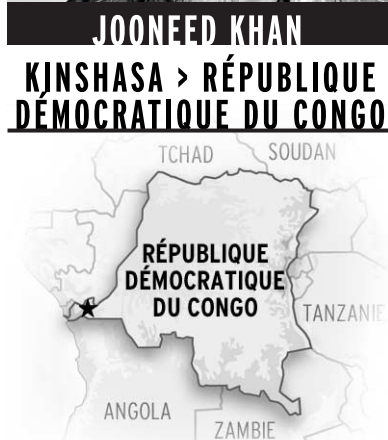 JOONEED KHAN
KINSHASA > RÉPUBLIQUE
DÉMOCRATIQUE DU CONGO
TCHAD
SOUDAN
RÉPUBLIQUE
DÉMOCRATIQUE
DU CONGO
TANZANIE
ANGOLA
ZAMBIE